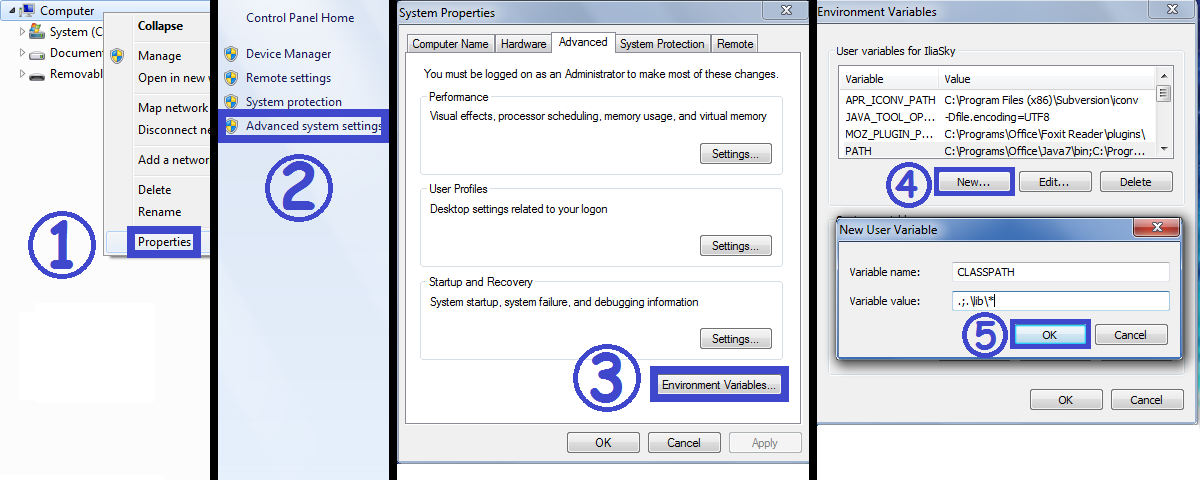 Computer
System (C
Documen
Removabl
Collapse
Manage
Open in new w
Map network
Disconnect ne
Add a networ
Delete
Rename
Properties
1
Control Panel Home
Device Manager
Remote settings
System protection
Advanced system settings
2
System Properties
Computer Name
Hardware
Advanced
System Protection
Remote
You must be logged on as an Administrator to make most of these changes.
Performance
Visual effects, processor scheduling, memory usage, and virtual memory
Settings...
User Profiles
Desktop settings related to your logon
Settings...
Startup and Recovery
System startup, system failure, and debugging information
Settings...
3
Environment Variables...
OK
Cancel
Apply
Environment Variables
User variables for IliaSky
Variable Value
APR_ICONV_PATH C:\Program Files (x86)\Subversion\iconv
JAVA_TOOL_OP... -Dfile.encoding=UTF8
MOZ_PLUGIN_P... C:\Programs\Office\Foxit Reader\plugins\
PATH C:\Programs\Office\Java7\bin;C:\Progr...
4
New...
Edit...
Delete
New User Variable
Variable name: CLASSPATH
Variable value: .;.\lib\*
5
OK
Cancel
OK
Cancel